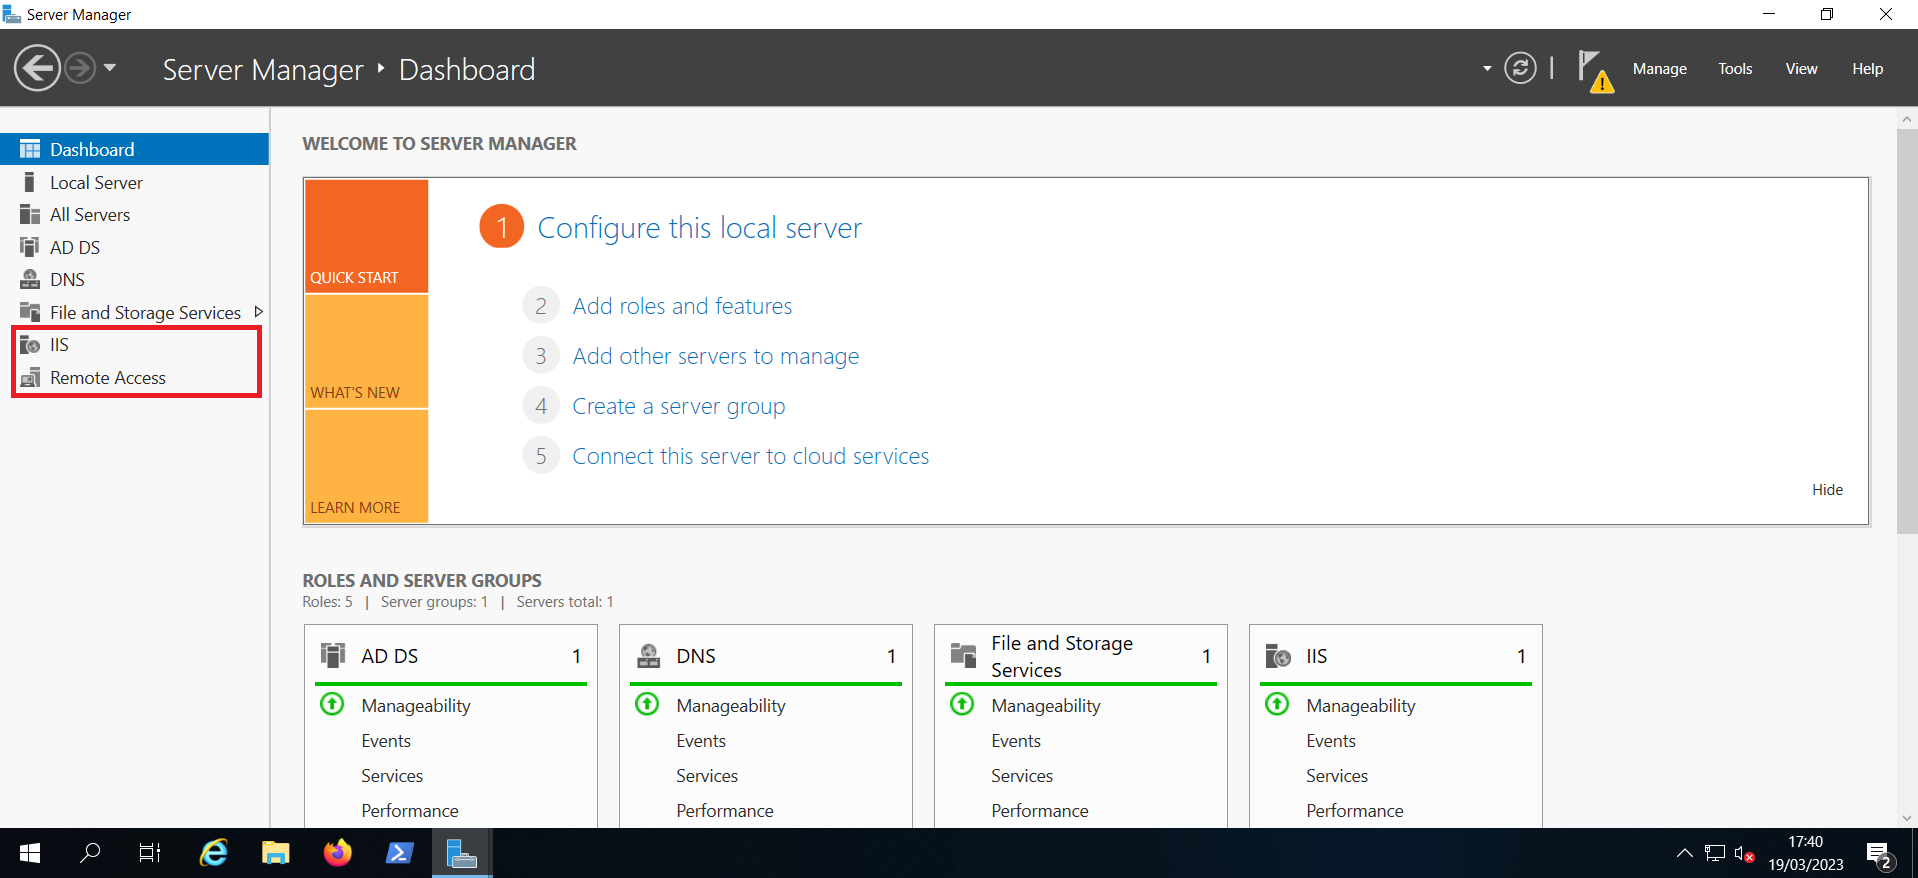 Server Manager
Server Manager ‣ Dashboard
Manage Tools View Help
Dashboard
Local Server
All Servers
AD DS
DNS
File and Storage Services
IIS
Remote Access
WELCOME TO SERVER MANAGER
QUICK START
WHAT'S NEW
LEARN MORE
1 Configure this local server
2 Add roles and features
3 Add other servers to manage
4 Create a server group
5 Connect this server to cloud services
Hide
ROLES AND SERVER GROUPS
Roles: 5 | Server groups: 1 | Servers total: 1
AD DS 1
Manageability
Events
Services
Performance
DNS 1
Manageability
Events
Services
Performance
File and Storage
Services 1
Manageability
Events
Services
Performance
IIS 1
Manageability
Events
Services
Performance
17:40
19/03/2023
2